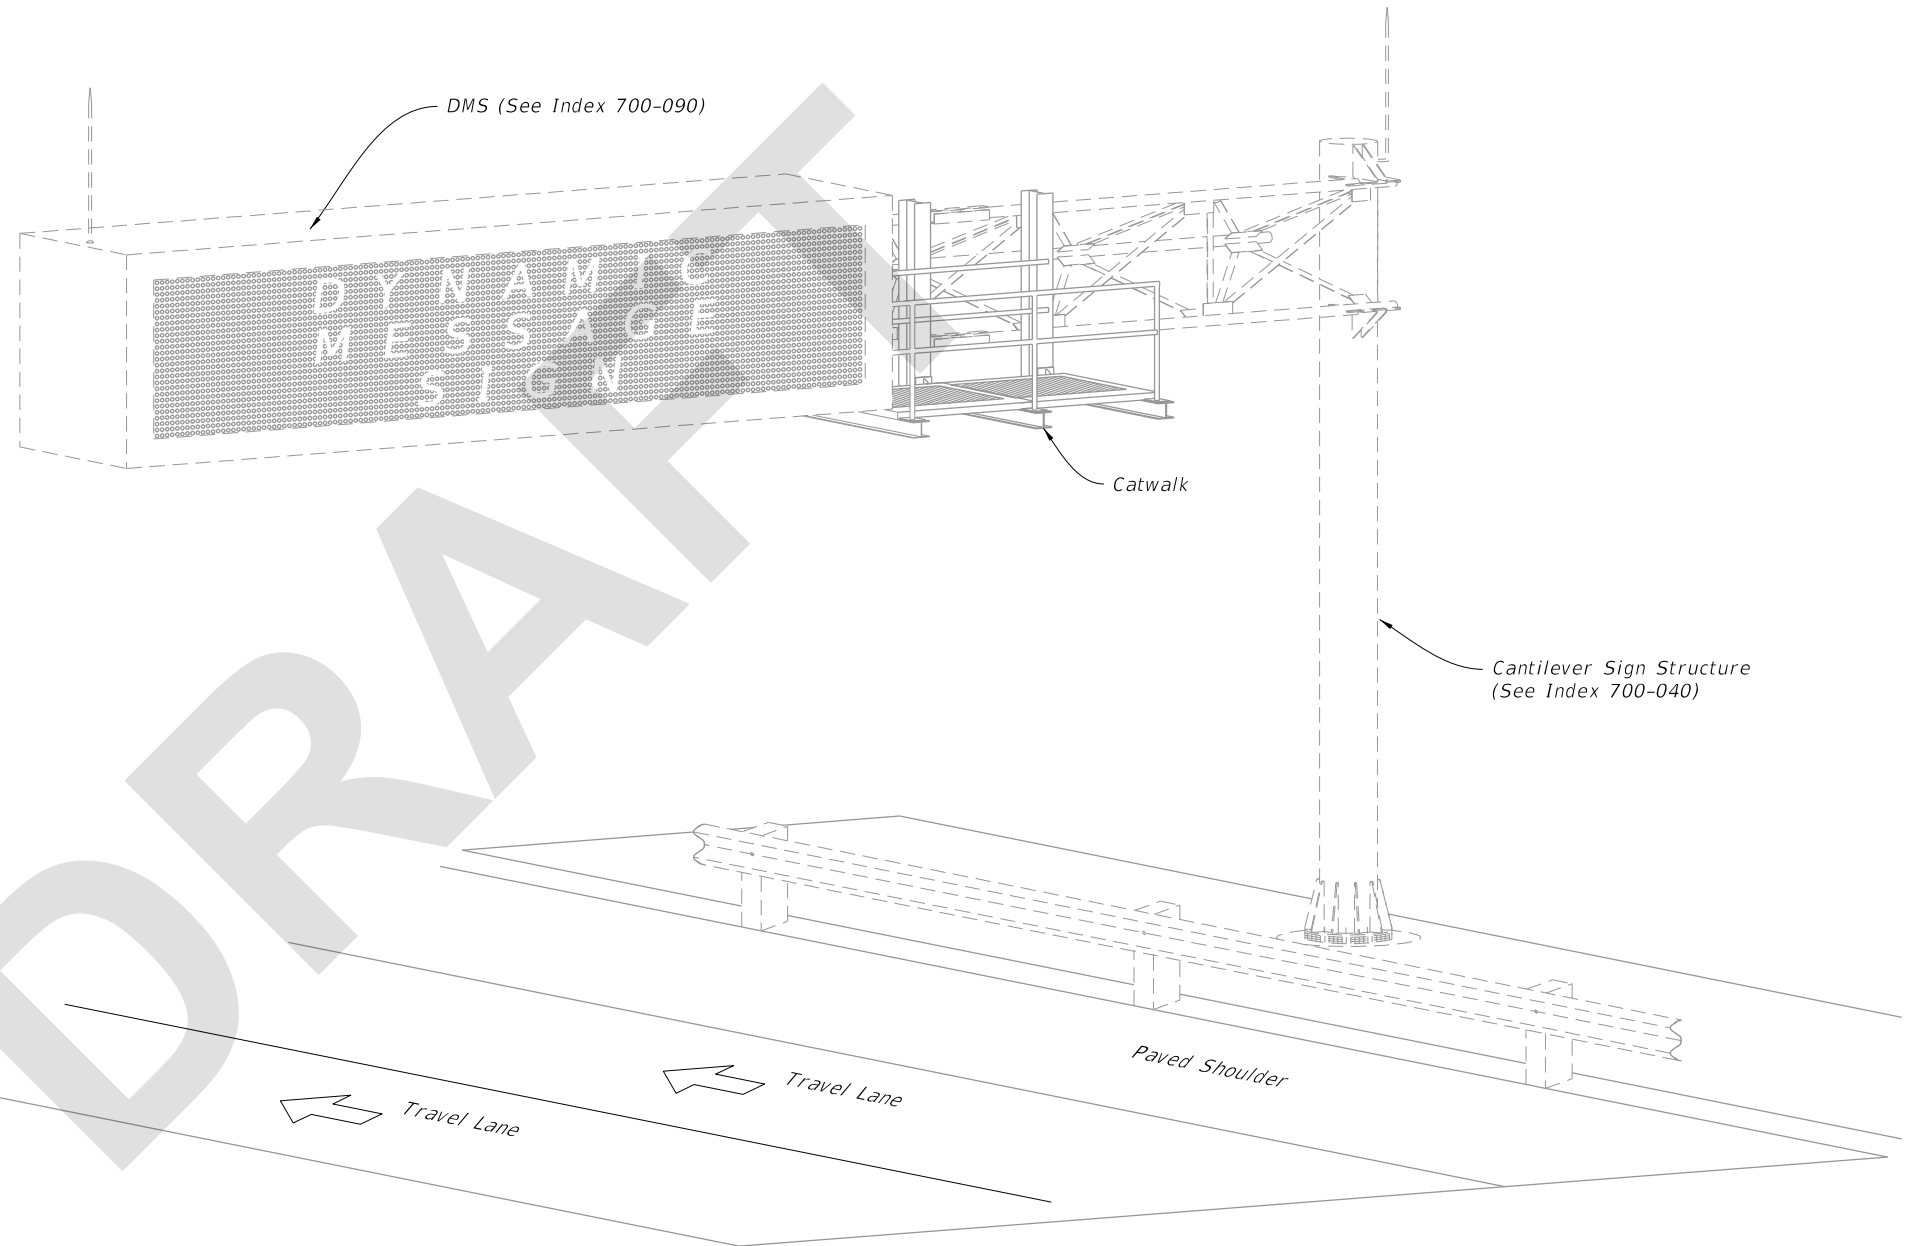 DMS (See Index 700-090)
DYNAMIC
MESSAGE
SIGN
Catwalk
Cantilever Sign Structure
(See Index 700-040)
Paved Shoulder
Travel Lane
Travel Lane
DRAFT